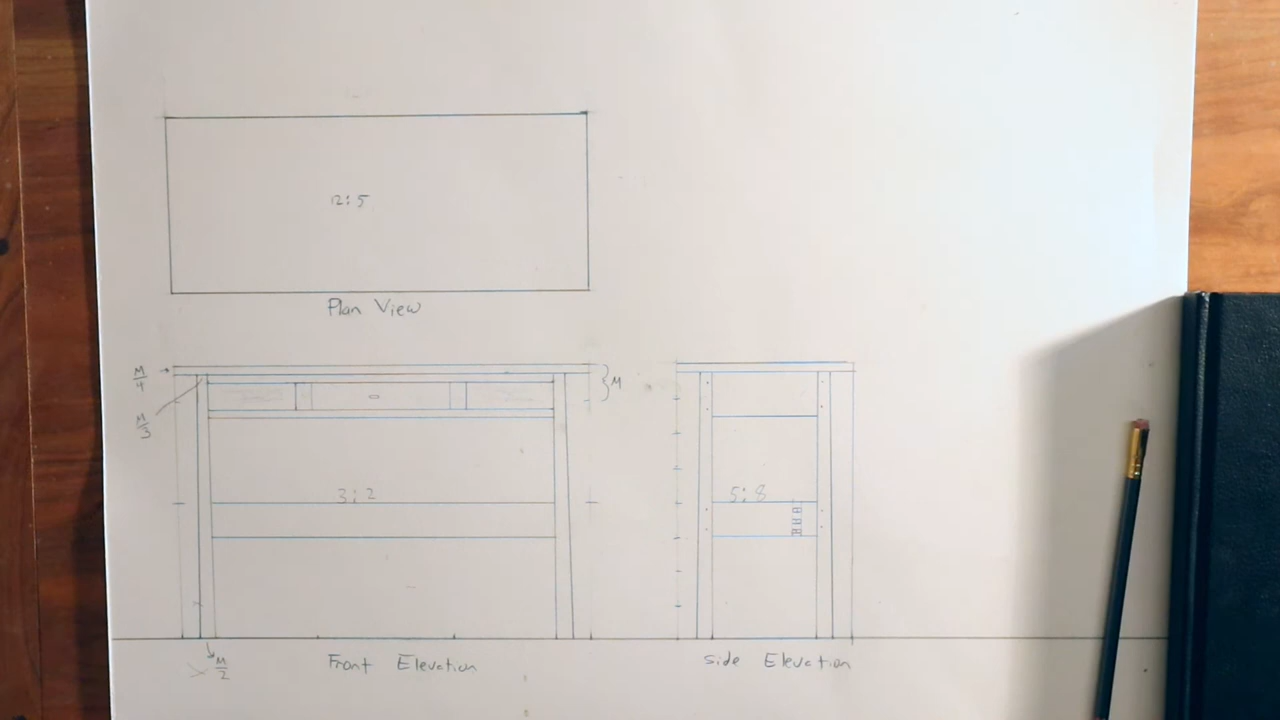 12:5
Plan View
M/4
M
M/3
3:2
5:8
M/2
Front Elevation
Side Elevation